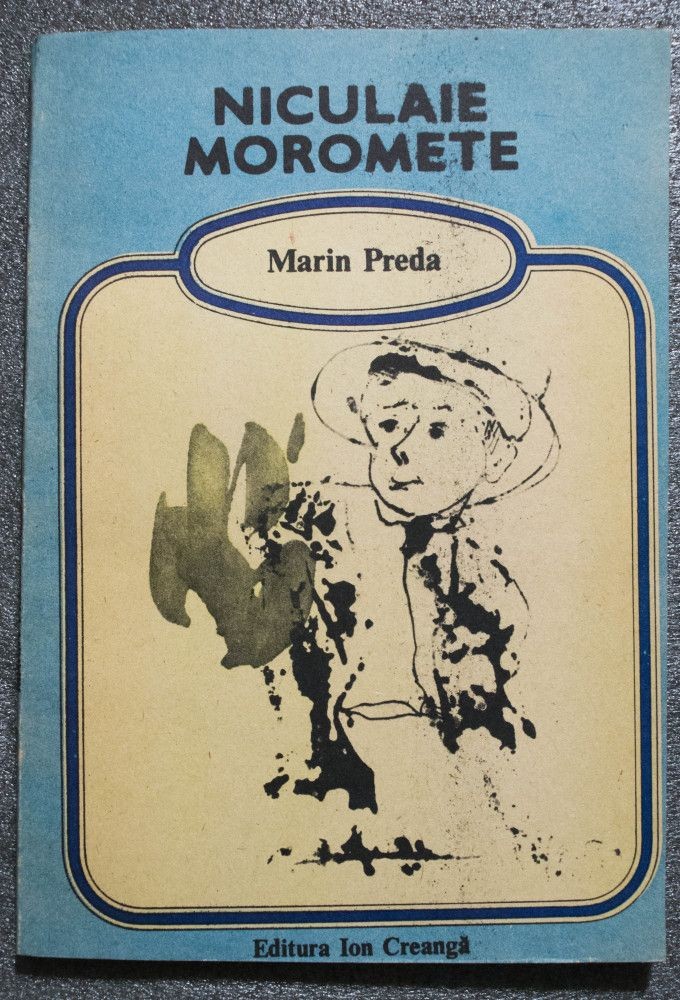 NICULAIE
MOROMETE
Marin Preda
Editura Ion Creangă